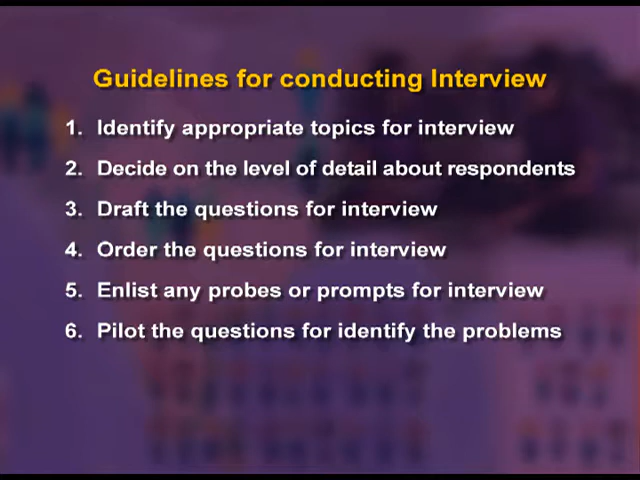 Guidelines for conducting Interview
1. Identify appropriate topics for interview
2. Decide on the level of detail about respondents
3. Draft the questions for interview
4. Order the questions for interview
5. Enlist any probes or prompts for interview
6. Pilot the questions for identify the problems